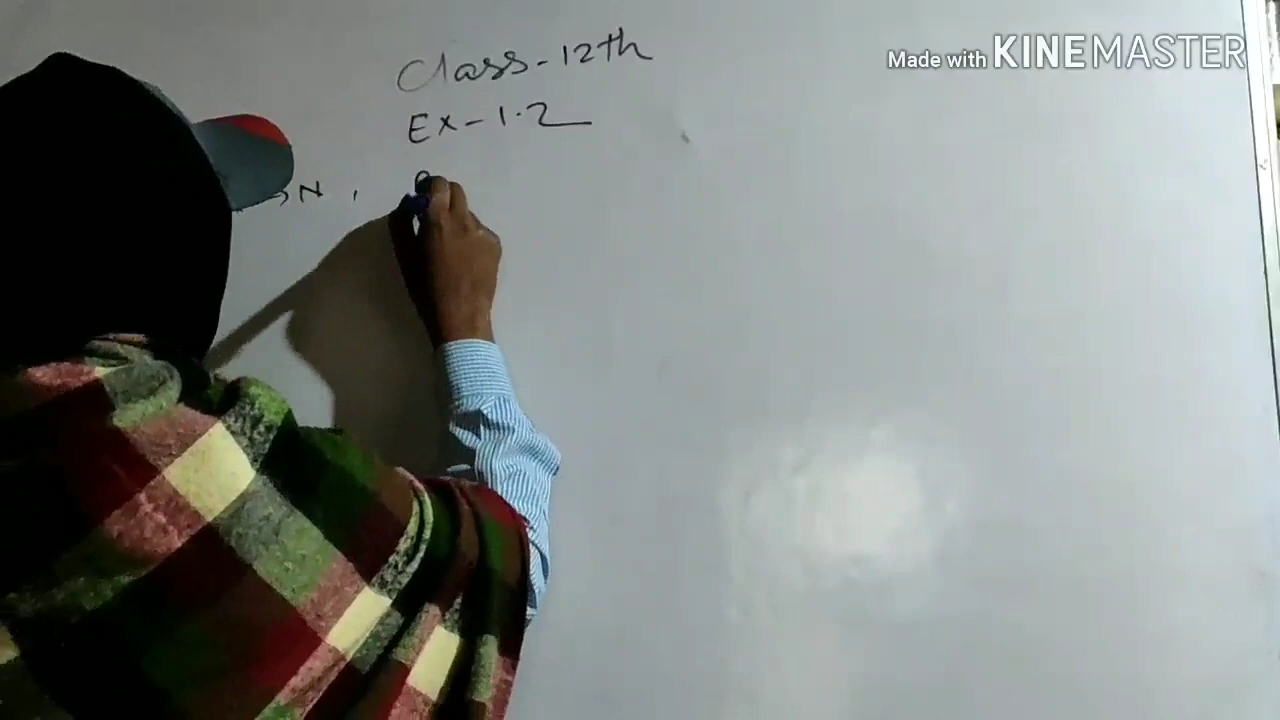 Made with KINEMASTER
Class-12th
Ex-1.2
→N ,